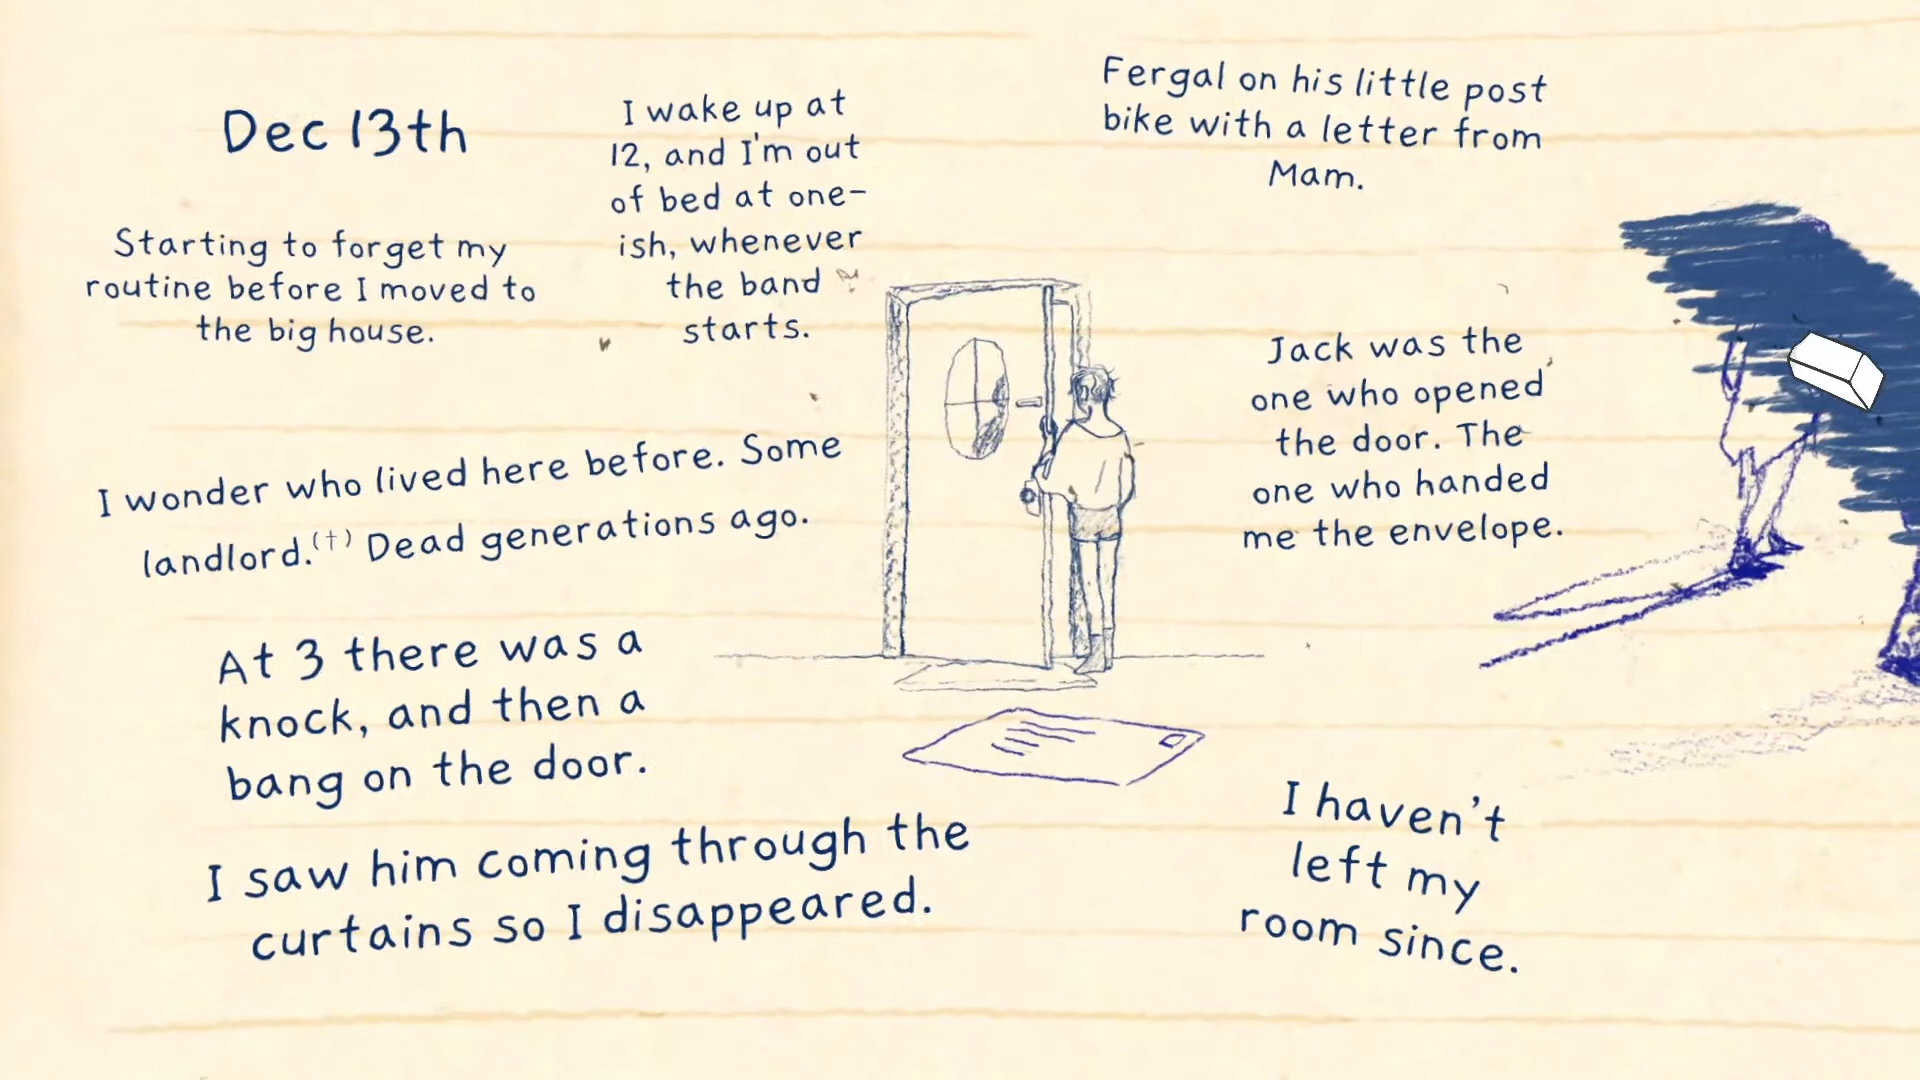 Dec 13th
Starting to forget my
routine before I moved to
the big house.
I wake up at
12, and I'm out
of bed at one-
ish, whenever
the band
starts.
I wonder who lived here before. Some
landlord.(†) Dead generations ago.
At 3 there was a
knock, and then a
bang on the door.
I saw him coming through the
curtains so I disappeared.
Fergal on his little post
bike with a letter from
Mam.
Jack was the
one who opened
the door. The
one who handed
me the envelope.
I haven't
left my
room since.